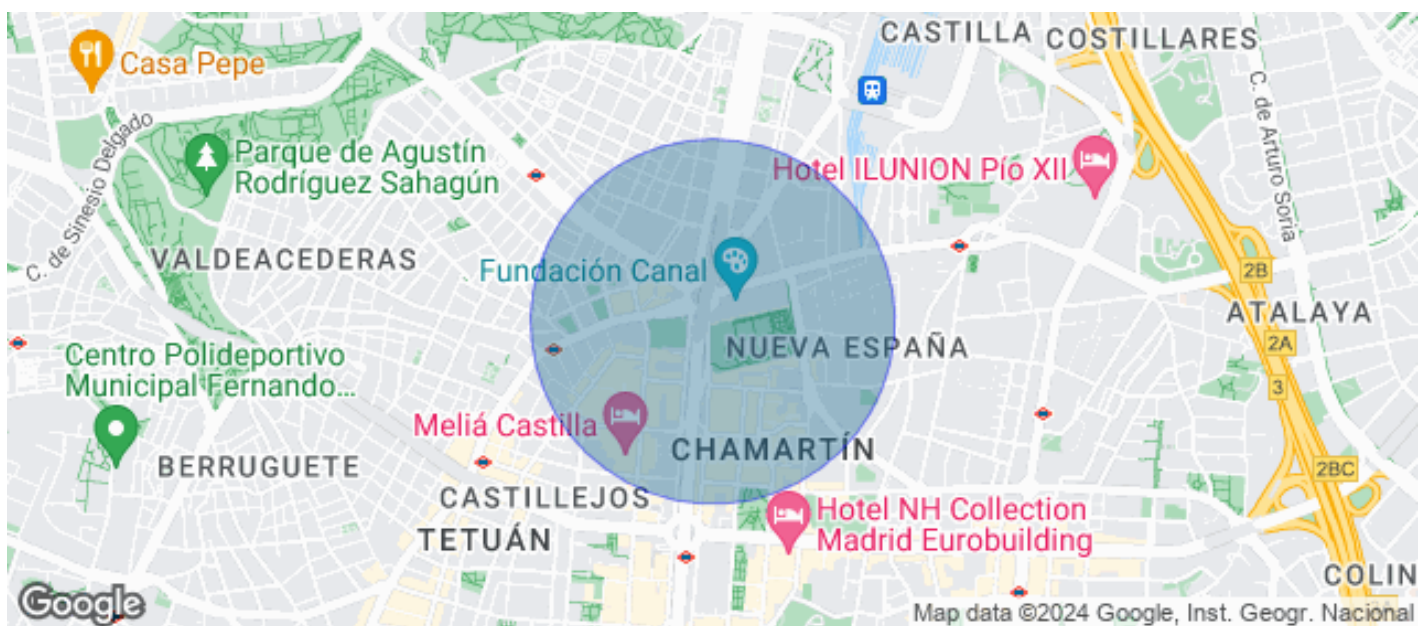 CASTILLA
COSTILLARES
Casa Pepe
C. de Arturo Soria
C. de Sinesio Delgado
Parque de Agustín
Rodríguez Sahagún
Hotel ILUNION Pío XII
VALDEACEDERAS
Fundación Canal
2B
ATALAYA
NUEVA ESPAÑA
2A
Centro Polideportivo
Municipal Fernando...
3
Meliá Castilla
CHAMARTÍN
BERRUGUETE
2BC
CASTILLEJOS
Hotel NH Collection
Madrid Eurobuilding
TETUÁN
COLIN
Google
Map data ©2024 Google, Inst. Geogr. Nacional